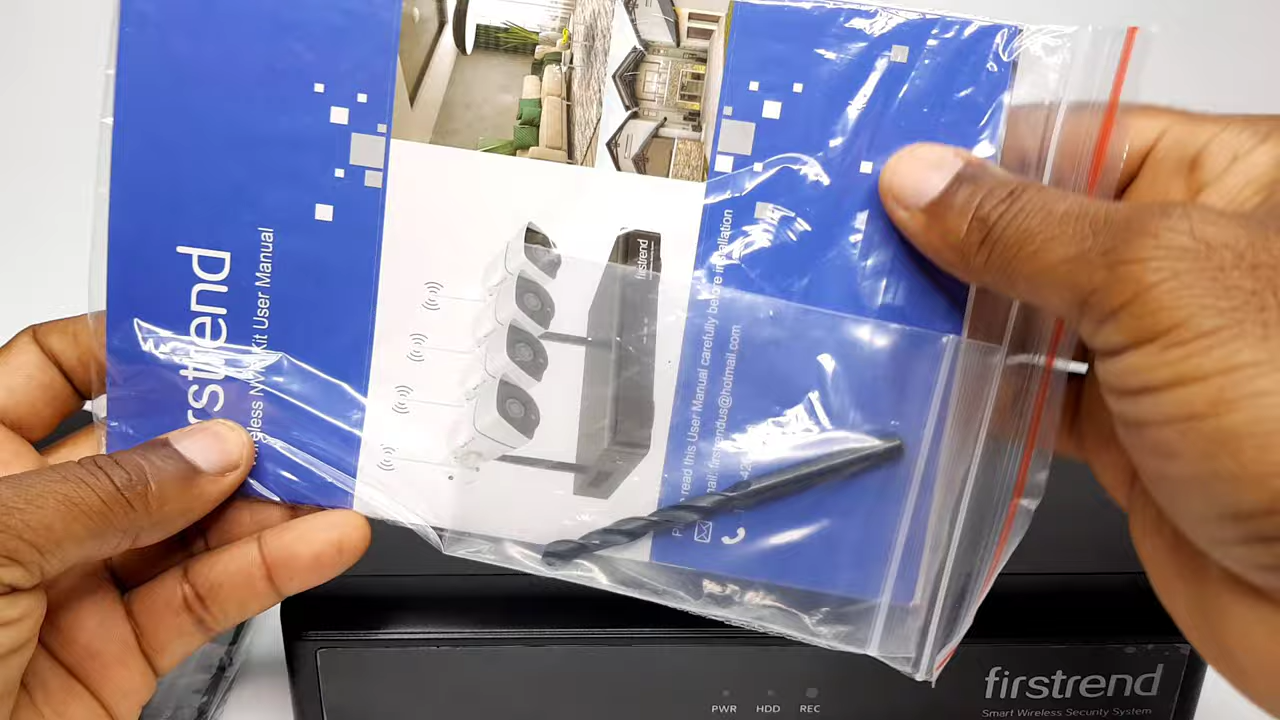 firstrend
Wireless NVR Kit User Manual
firstrend
read this User Manual carefully before installation
firstrendus@hotmail.com
firstrend
Smart Wireless Security System
PWR HDD REC